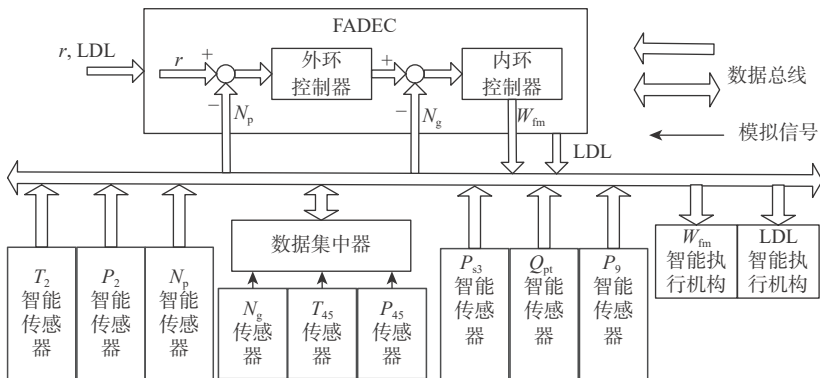 FADEC
r, LDL
r
+
−
外环
控制器
+
−
内环
控制器
N_p
N_g
W_fm
LDL
数据总线
模拟信号
数据集中器
T_2
智能
传感
器
P_2
智能
传感
器
N_p
智能
传感
器
N_g
传感
器
T_45
传感
器
P_45
传感
器
P_s3
智能
传感
器
Q_pt
智能
传感
器
P_9
智能
传感
器
W_fm
智能执
行机构
LDL
智能执
行机构